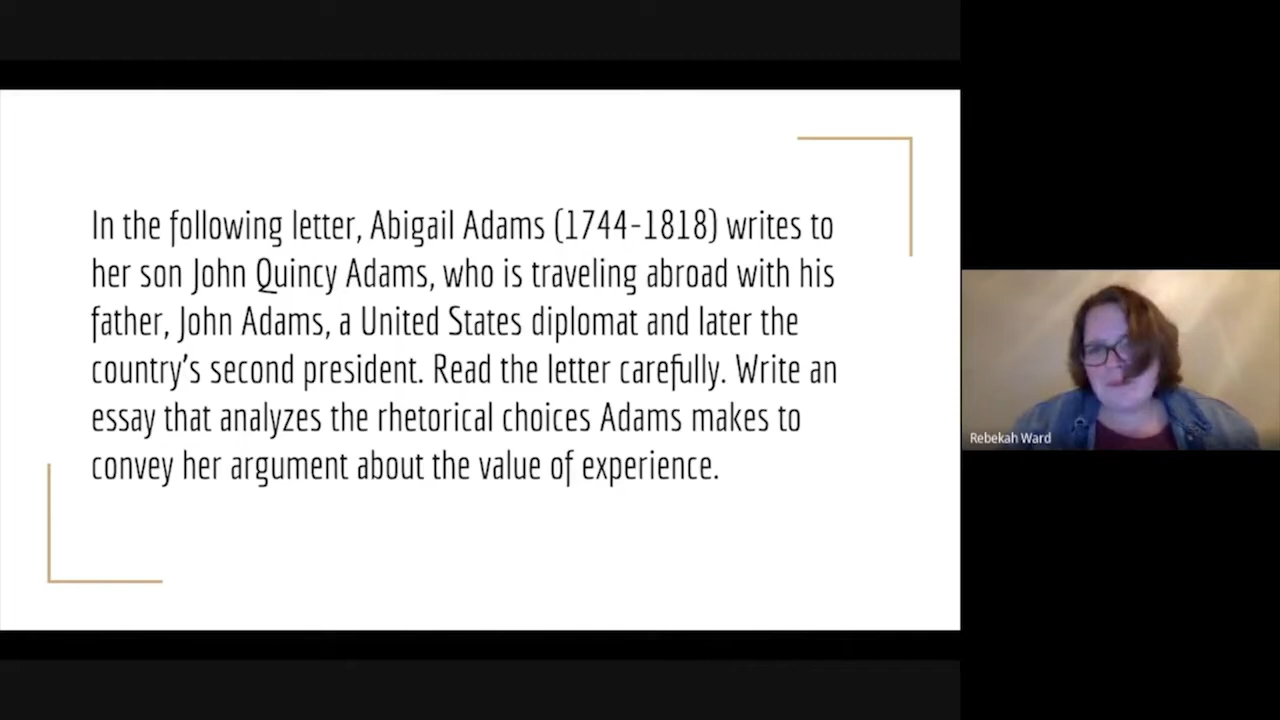 In the following letter, Abigail Adams (1744-1818) writes to
her son John Quincy Adams, who is traveling abroad with his
father, John Adams, a United States diplomat and later the
country's second president. Read the letter carefully. Write an
essay that analyzes the rhetorical choices Adams makes to
convey her argument about the value of experience.
Rebekah Ward